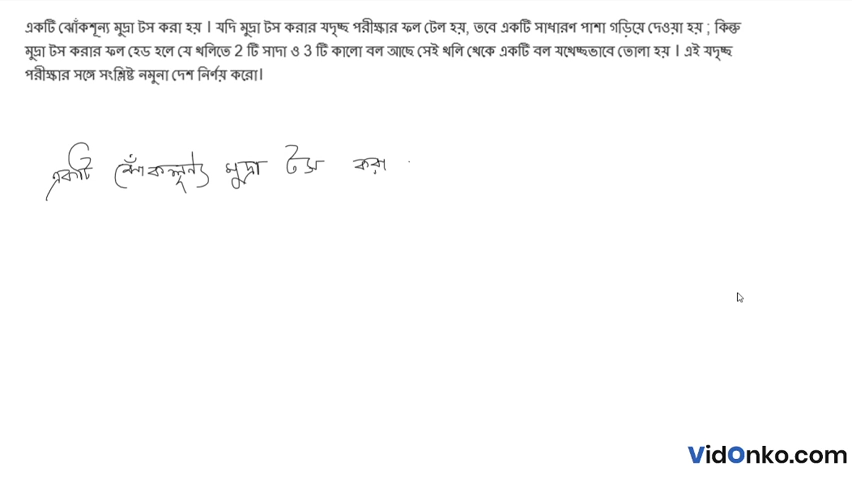 একটি ঝোঁকশূন্য মুদ্রা টস করা হয় । যদি মুদ্রা টস করার যদৃচ্ছ পরীক্ষার ফল টেল হয়, তবে একটি সাধারণ পাশা গড়িয়ে দেওয়া হয় ; কিন্তু
মুদ্রা টস করার ফল হেড হলে যে থলিতে 2 টি সাদা ও 3 টি কালো বল আছে সেই থলি থেকে একটি বল যথেচ্ছভাবে তোলা হয় । এই যদৃচ্ছ
পরীক্ষার সঙ্গে সংশ্লিষ্ট নমুনা দেশ নির্ণয় করো।
একটি ঝোঁকশূন্য মুদ্রা টস করা
VidOnko.com